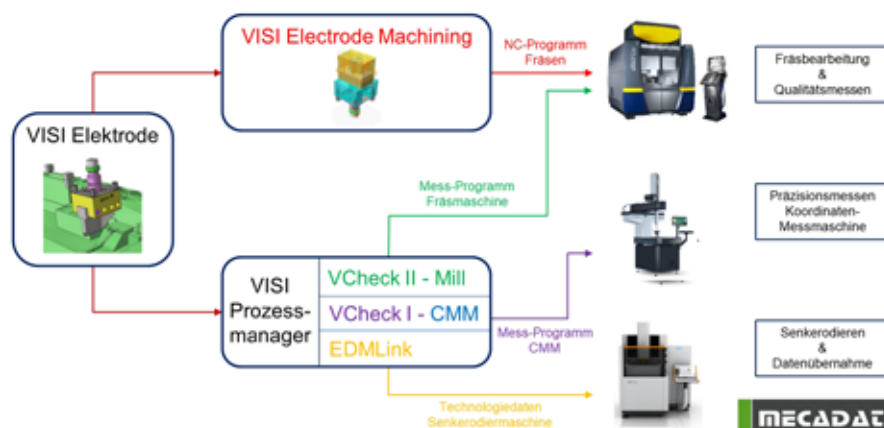 VISI Electrode Machining
NC-Programm
Fräsen
Fräsbearbeitung
&
Qualitätsmessen
VISI Elektrode
Mess-Programm
Fräsmaschine
Präzisionsmessen
Koordinaten-
Messmaschine
VISI
Prozess-
manager
VCheck II - Mill
VCheck I - CMM
EDMLink
Mess-Programm
CMM
Senkerodieren
&
Datenübernahme
Technologiedaten
Senkerodiermaschine
MECADAT